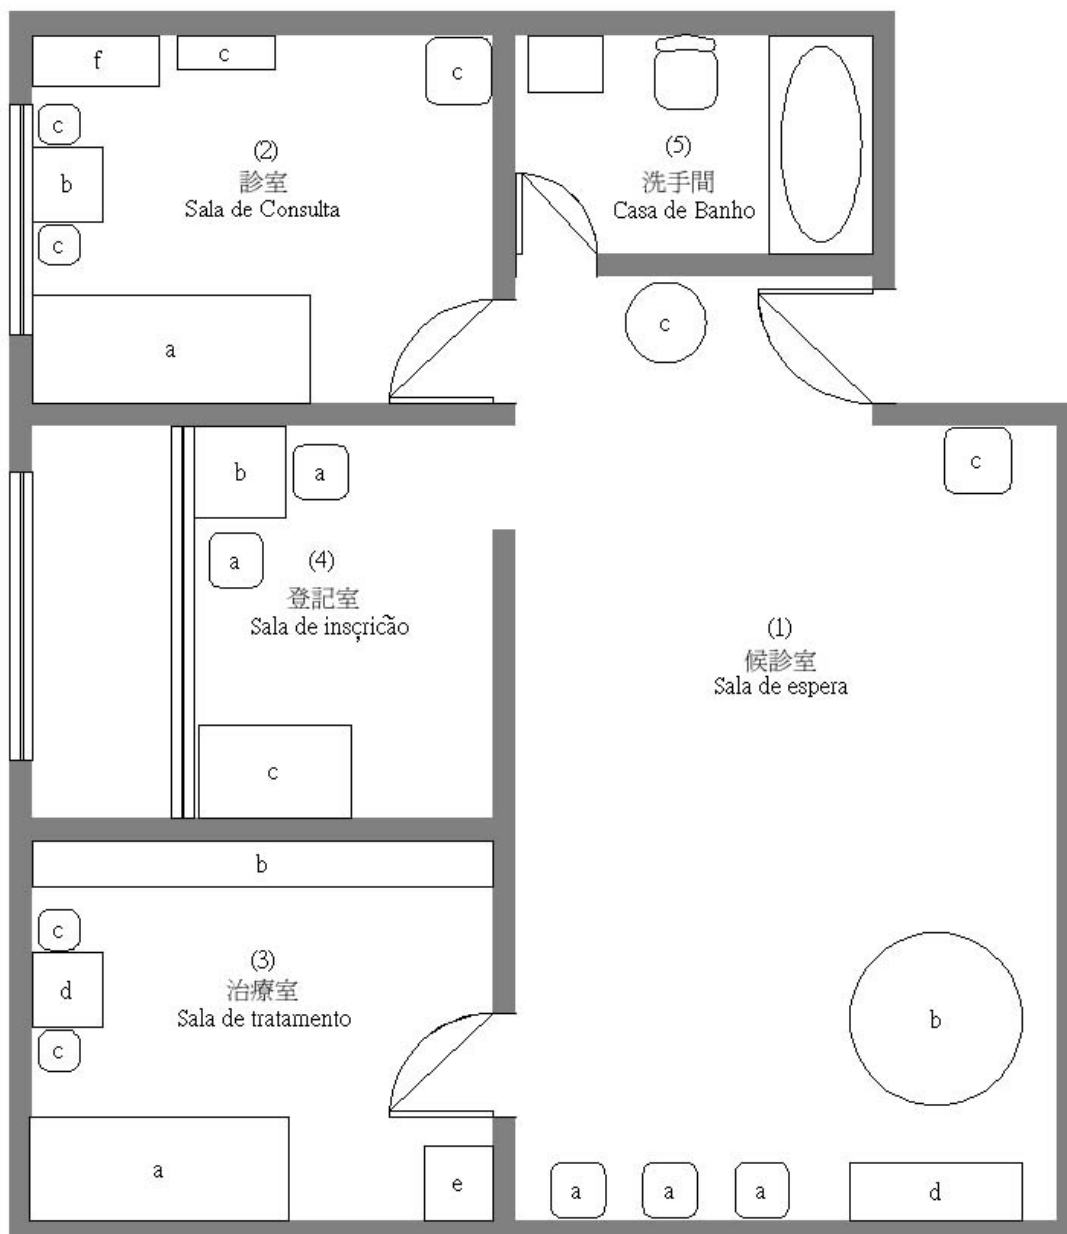 f
c
c
c
b
c
(2)
診室
Sala de Consulta
a
(5)
洗手間
Casa de Banho
c
c
b
a
a
(4)
登記室
Sala de insçricão
c
(1)
候診室
Sala de espera
b
c
d
c
(3)
治療室
Sala de tratamento
a
e
b
a
a
a
d